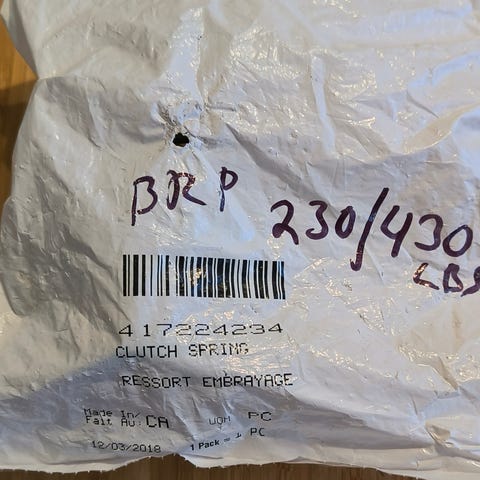 BRP 230/430
LBS
417224234
CLUTCH SPRING
RESSORT EMBRAYAGE
Made In/
Fait Au: CA UOM PC
12/03/2018 1 Pack = 1 PC